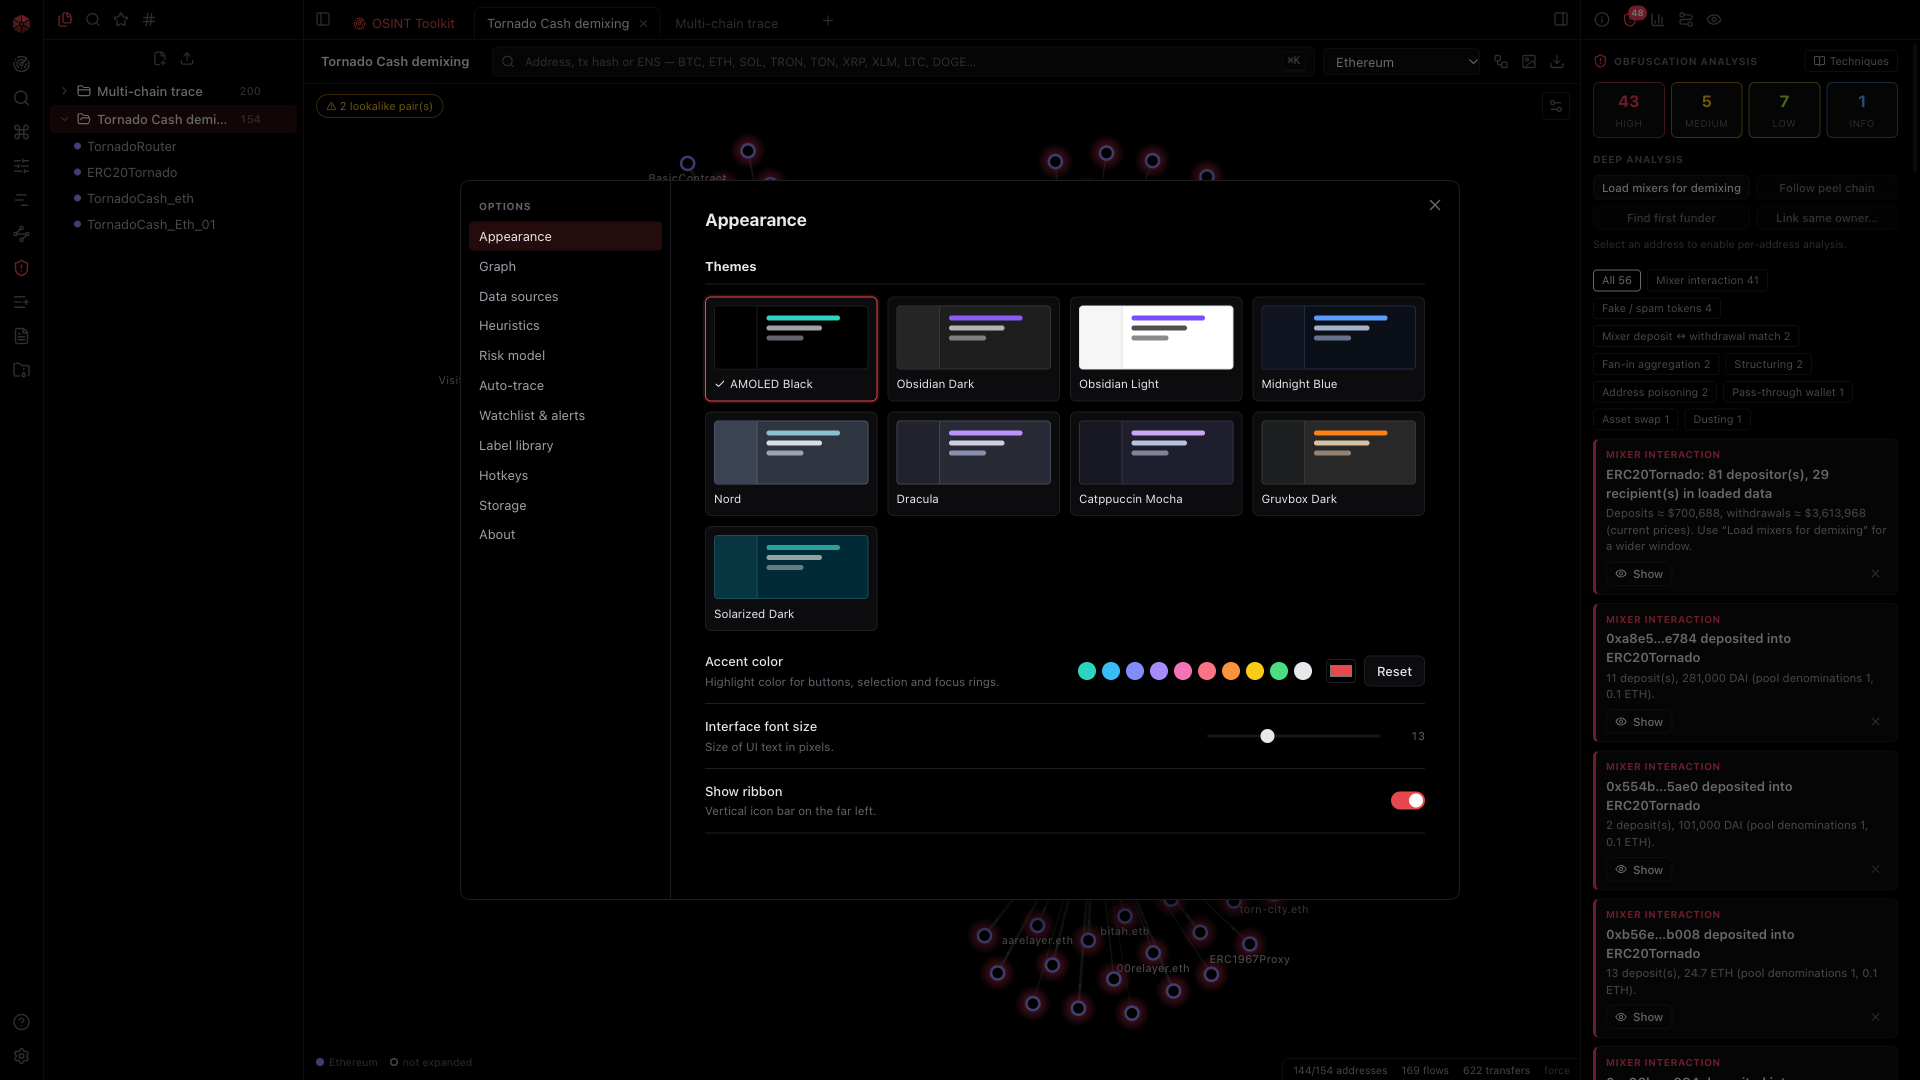 48
OSINT Toolkit
Tornado Cash demixing
Multi-chain trace
Tornado Cash demixing
Address, tx hash or ENS — BTC, ETH, SOL, TRON, TON, XRP, XLM, LTC, DOGE...
⌘K
Ethereum
Multi-chain trace 200
Tornado Cash demi... 154
TornadoRouter
ERC20Tornado
TornadoCash_eth
TornadoCash_Eth_01
⚠ 2 lookalike pair(s)
BasicContract
OPTIONS
Appearance
Graph
Data sources
Heuristics
Risk model
Auto-trace
Watchlist & alerts
Label library
Hotkeys
Storage
About
Appearance
Themes
AMOLED Black
Obsidian Dark
Obsidian Light
Midnight Blue
Nord
Dracula
Catppuccin Mocha
Gruvbox Dark
Solarized Dark
Accent color
Highlight color for buttons, selection and focus rings.
Reset
Interface font size
Size of UI text in pixels.
13
Show ribbon
Vertical icon bar on the far left.
torn-city.eth
bitah.eth
aarelayer.eth
ERC1967Proxy
00relayer.eth
Ethereum
not expanded
144/154 addresses 169 flows 622 transfers force
OBFUSCATION ANALYSIS
Techniques
43 HIGH
5 MEDIUM
7 LOW
1 INFO
DEEP ANALYSIS
Load mixers for demixing
Follow peel chain
Find first funder
Link same owner...
Select an address to enable per-address analysis.
All 56
Mixer interaction 41
Fake / spam tokens 4
Mixer deposit ↔ withdrawal match 2
Fan-in aggregation 2
Structuring 2
Address poisoning 2
Pass-through wallet 1
Asset swap 1
Dusting 1
MIXER INTERACTION
ERC20Tornado: 81 depositor(s), 29
recipient(s) in loaded data
Deposits ≈ $700,688, withdrawals ≈ $3,613,968
(current prices). Use “Load mixers for demixing” for
a wider window.
Show
MIXER INTERACTION
0xa8e5...e784 deposited into
ERC20Tornado
11 deposit(s), 281,000 DAI (pool denominations 1,
0.1 ETH).
Show
MIXER INTERACTION
0x554b...5ae0 deposited into
ERC20Tornado
2 deposit(s), 101,000 DAI (pool denominations 1,
0.1 ETH).
Show
MIXER INTERACTION
0xb56e...b008 deposited into
ERC20Tornado
13 deposit(s), 24.7 ETH (pool denominations 1, 0.1
ETH).
Show
MIXER INTERACTION